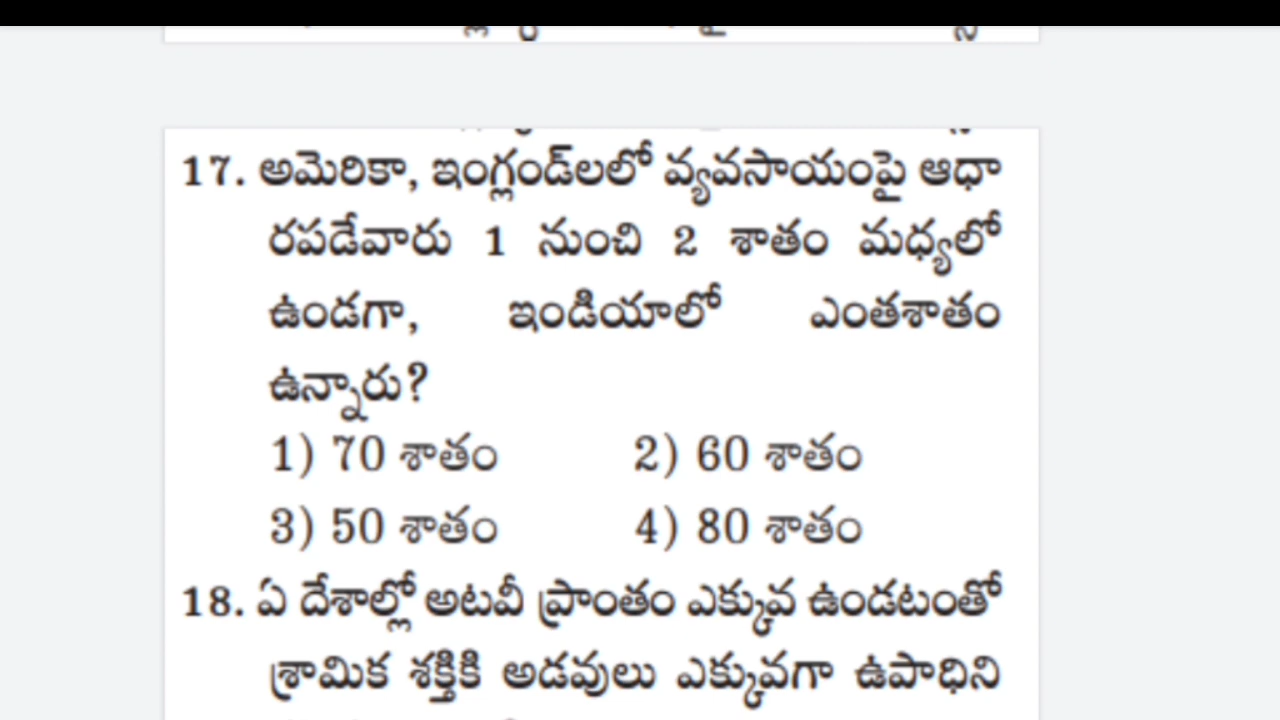 17. అమెరికా, ఇంగ్లండ్‌లలో వ్యవసాయంపై ఆధా
రపడేవారు 1 నుంచి 2 శాతం మధ్యలో
ఉండగా, ఇండియాలో ఎంతశాతం
ఉన్నారు?
1) 70 శాతం 2) 60 శాతం
3) 50 శాతం 4) 80 శాతం
18. ఏ దేశాల్లో అటవీ ప్రాంతం ఎక్కువ ఉండటంతో
శ్రామిక శక్తికి అడవులు ఎక్కువగా ఉపాధిని